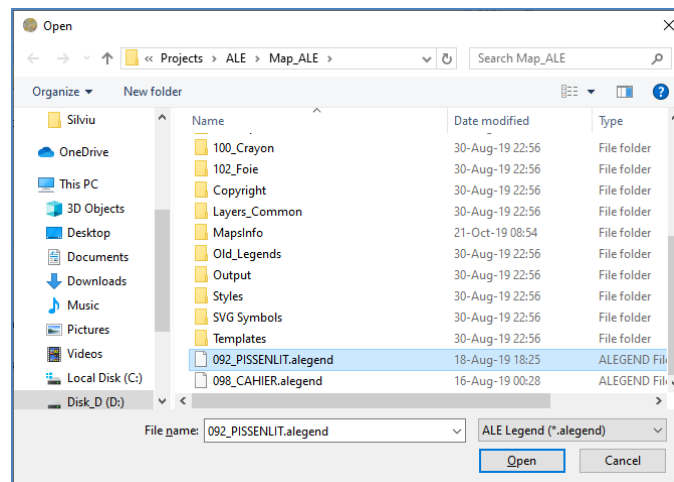 Open
« Projects > ALE > Map_ALE >
Search Map_ALE
Organize
New folder
Silviu
OneDrive
This PC
3D Objects
Desktop
Documents
Downloads
Music
Pictures
Videos
Local Disk (C:)
Disk_D (D:)
Name Date modified Type
100_Crayon 30-Aug-19 22:56 File folder
102_Foie 30-Aug-19 22:56 File folder
Copyright 30-Aug-19 22:56 File folder
Layers_Common 30-Aug-19 22:56 File folder
MapsInfo 21-Oct-19 08:54 File folder
Old_Legends 30-Aug-19 22:56 File folder
Output 30-Aug-19 22:56 File folder
Styles 30-Aug-19 22:56 File folder
SVG Symbols 30-Aug-19 22:56 File folder
Templates 30-Aug-19 22:56 File folder
092_PISSENLIT.alegend 18-Aug-19 18:25 ALEGEND File
098_CAHIER.alegend 16-Aug-19 00:28 ALEGEND File
File name: 092_PISSENLIT.alegend
ALE Legend (*.alegend)
Open
Cancel